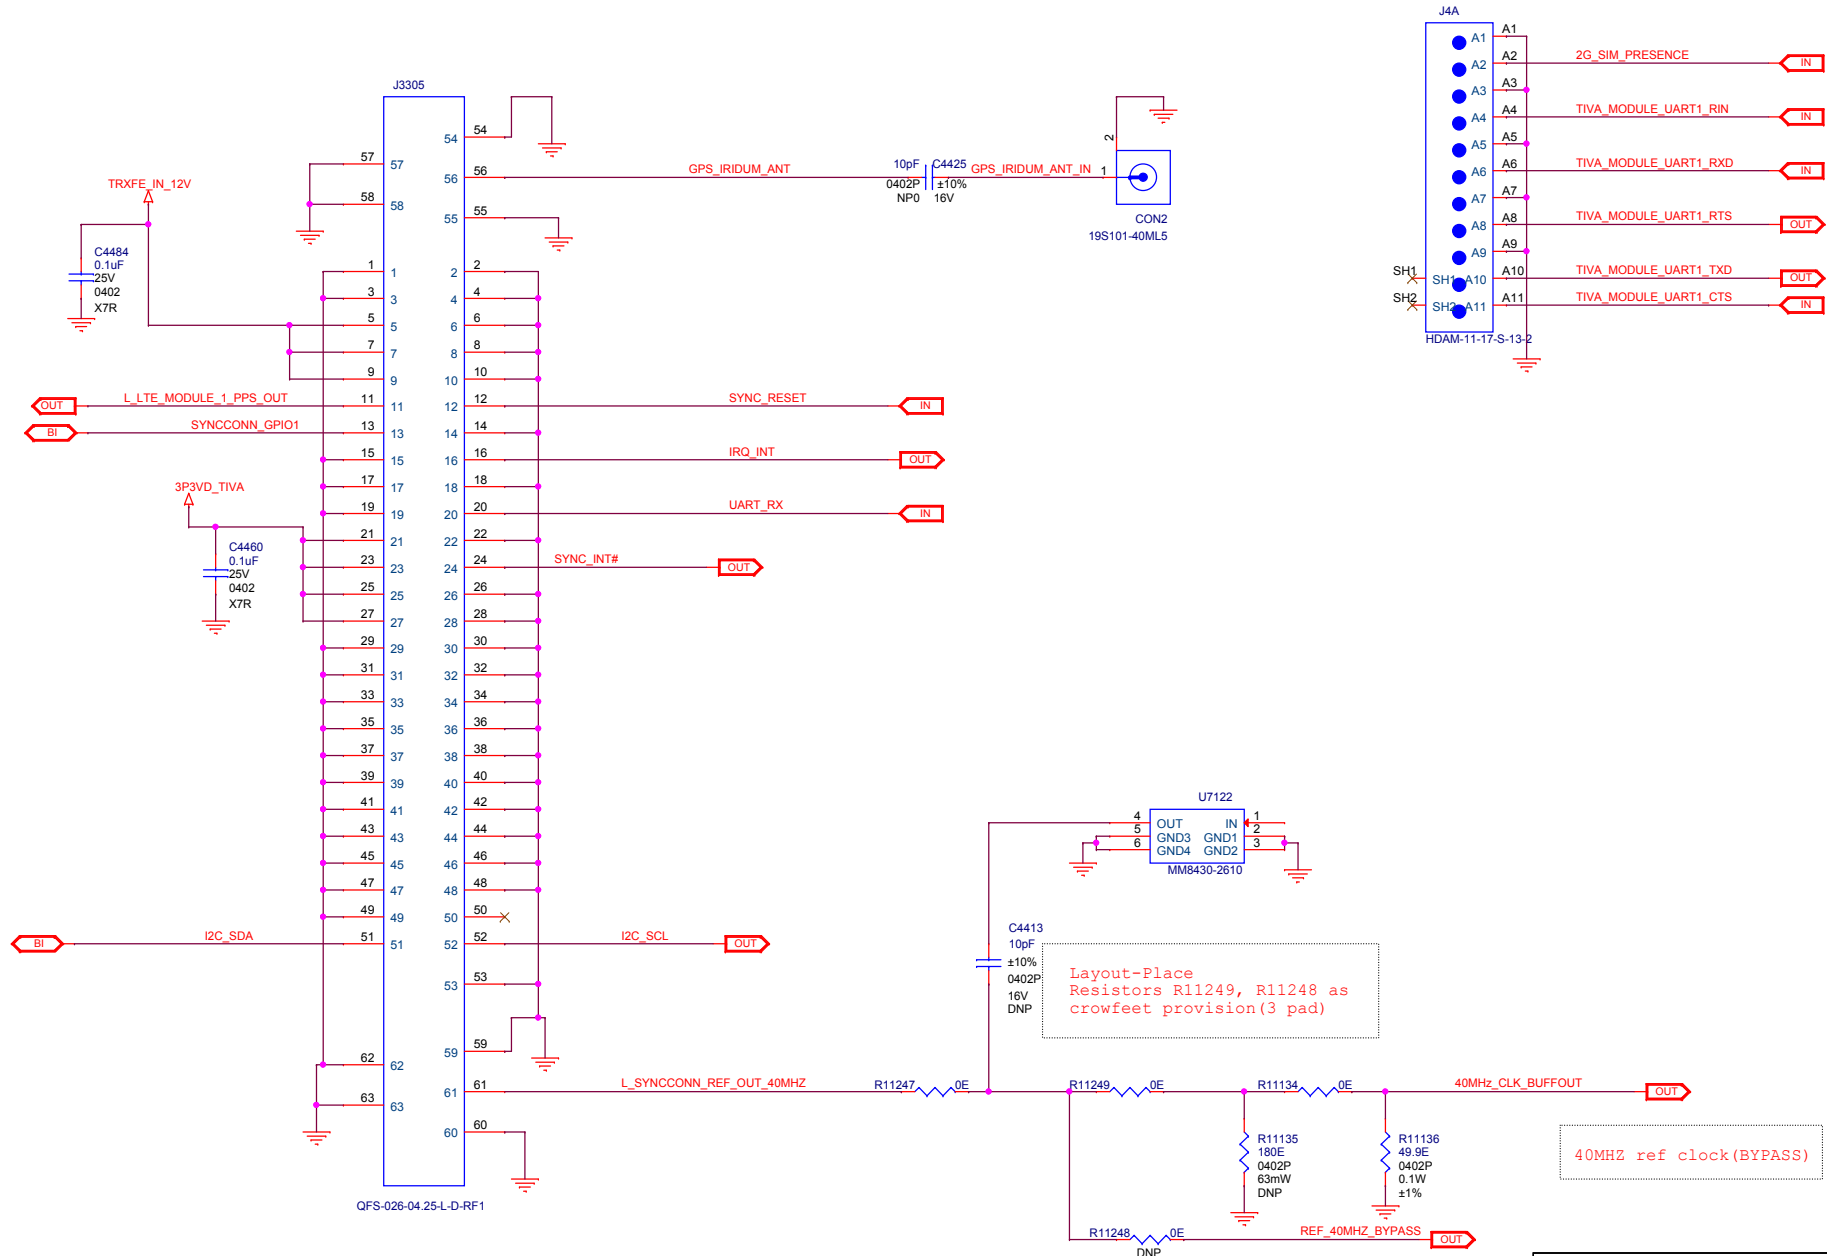 J4A
A1 A1
A2 A2 2G_SIM_PRESENCE IN
A3 A3
A4 A4 TIVA_MODULE_UART1_RIN IN
A5 A5
A6 A6 TIVA_MODULE_UART1_RXD IN
A7 A7
A8 A8 TIVA_MODULE_UART1_RTS OUT
A9 A9
SH1 SH1 A10 A10 TIVA_MODULE_UART1_TXD OUT
SH2 SH2 A11 A11 TIVA_MODULE_UART1_CTS IN
HDAM-11-17-S-13-2
J3305
54 54
57 57
56 56 GPS_IRIDUM_ANT
10pF C4425
0402P ±10%
NP0 16V
GPS_IRIDUM_ANT_IN 1
2
CON2
19S101-40ML5
58 58
55 55
TRXFE_IN_12V
C4484
0.1uF
25V
0402
X7R
1 1 2 2
3 3 4 4
5 5 6 6
7 7 8 8
9 9 10 10
OUT L_LTE_MODULE_1_PPS_OUT 11 11 12 12 SYNC_RESET IN
BI SYNCCONN_GPIO1 13 13 14 14
15 15 16 16 IRQ_INT OUT
17 17 18 18
19 19 20 20 UART_RX IN
3P3VD_TIVA
C4460
0.1uF
25V
0402
X7R
21 21 22 22
23 23 24 24 SYNC_INT# OUT
25 25 26 26
27 27 28 28
29 29 30 30
31 31 32 32
33 33 34 34
35 35 36 36
37 37 38 38
39 39 40 40
41 41 42 42
43 43 44 44
45 45 46 46
47 47 48 48
49 49 50 50
BI I2C_SDA 51 51 52 52 I2C_SCL OUT
53 53
59 59
62 62
61 61 L_SYNCCONN_REF_OUT_40MHZ R11247 0E R11249 0E R11134 0E 40MHz_CLK_BUFFOUT OUT
63 63
60 60
QFS-026-04.25-L-D-RF1
U7122
4 OUT IN 1
5 GND3 GND1 2
6 GND4 GND2 3
MM8430-2610
C4413
10pF
±10%
0402P
16V
DNP
Layout-Place
Resistors R11249, R11248 as
crowfeet provision(3 pad)
R11135
180E
0402P
63mW
DNP
R11136
49.9E
0402P
0.1W
±1%
40MHZ ref clock(BYPASS)
R11248 0E REF_40MHZ_BYPASS OUT
DNP